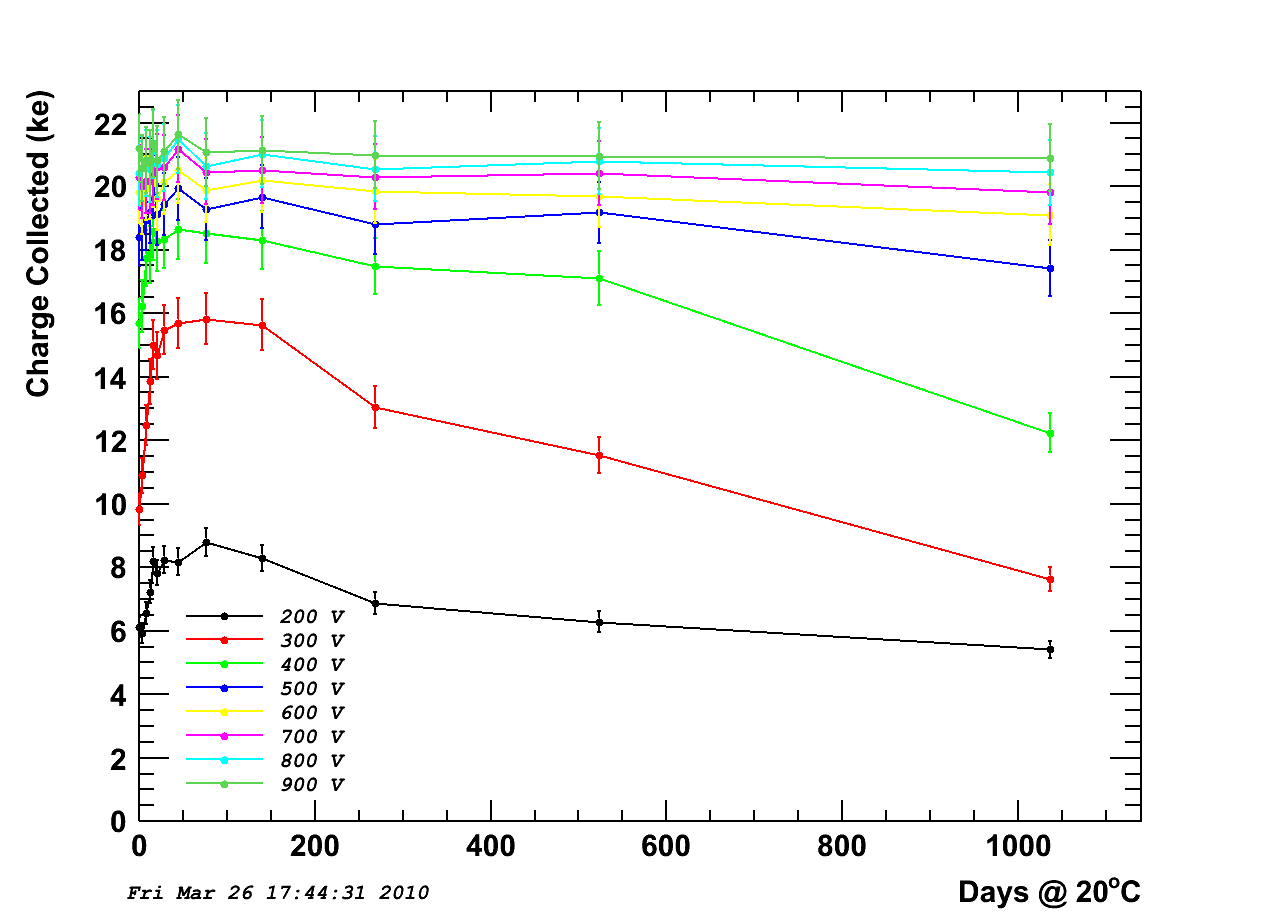 Charge Collected (ke)
22
20
18
16
14
12
10
8
6
4
2
0
200 V
300 V
400 V
500 V
600 V
700 V
800 V
900 V
0 200 400 600 800 1000
Fri Mar 26 17:44:31 2010
Days @ 20°C